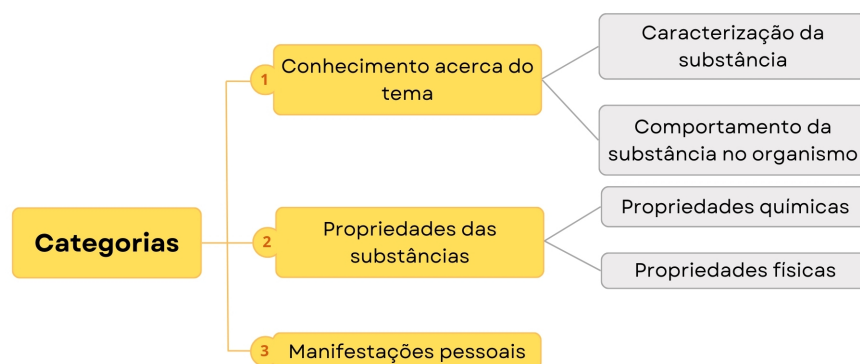 Categorias
1
Conhecimento acerca do
tema
Caracterização da
substância
Comportamento da
substância no organismo
2
Propriedades das
substâncias
Propriedades químicas
Propriedades físicas
3
Manifestações pessoais